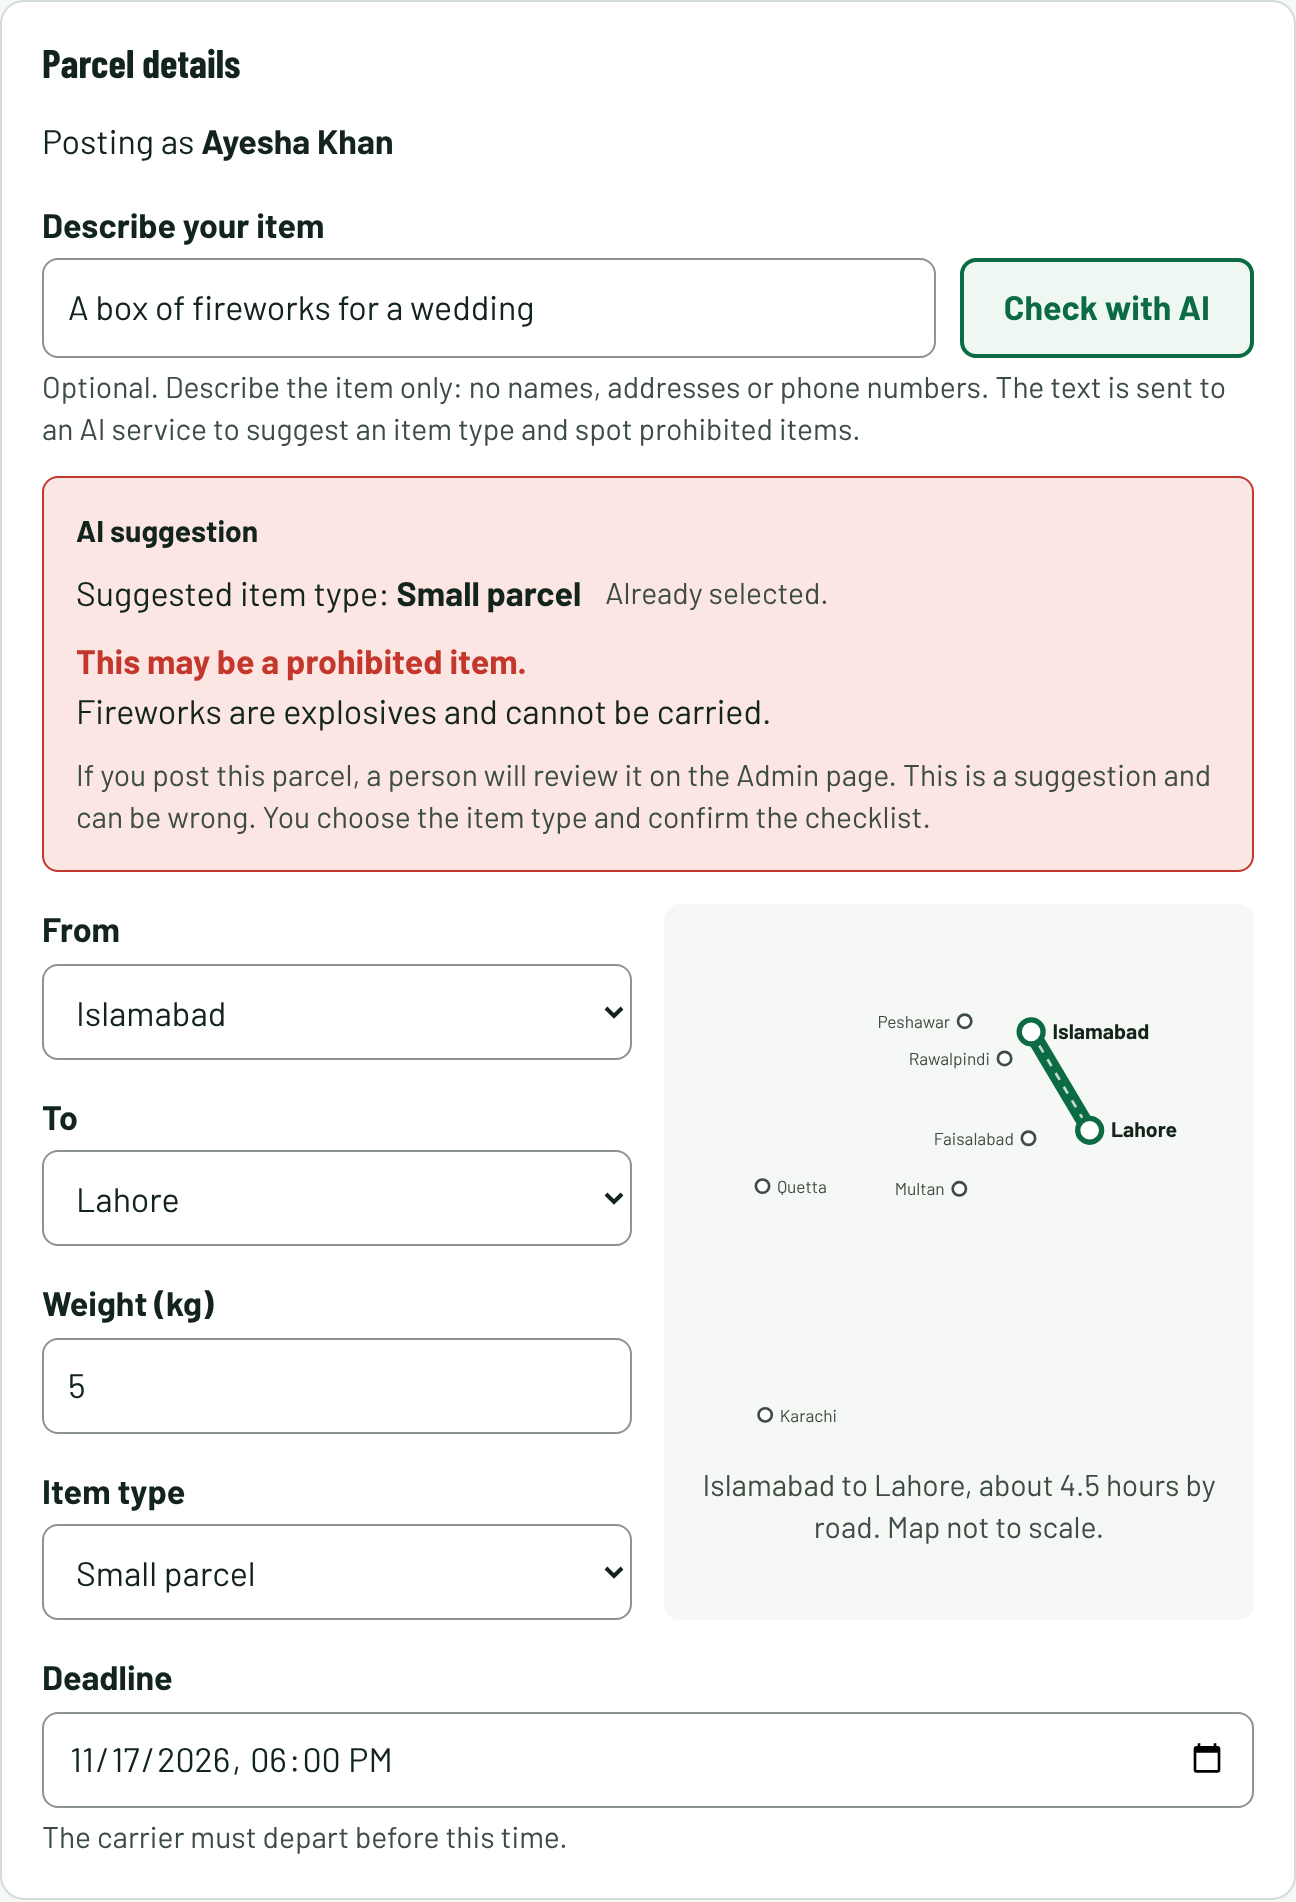 Parcel details
Posting as Ayesha Khan
Describe your item
A box of fireworks for a wedding
Check with AI
Optional. Describe the item only: no names, addresses or phone numbers. The text is sent to
an AI service to suggest an item type and spot prohibited items.
AI suggestion
Suggested item type: Small parcel Already selected.
This may be a prohibited item.
Fireworks are explosives and cannot be carried.
If you post this parcel, a person will review it on the Admin page. This is a suggestion and
can be wrong. You choose the item type and confirm the checklist.
From
Islamabad
To
Lahore
Weight (kg)
5
Item type
Small parcel
Peshawar
Islamabad
Rawalpindi
Lahore
Faisalabad
Quetta
Multan
Karachi
Islamabad to Lahore, about 4.5 hours by
road. Map not to scale.
Deadline
11/17/2026, 06:00 PM
The carrier must depart before this time.